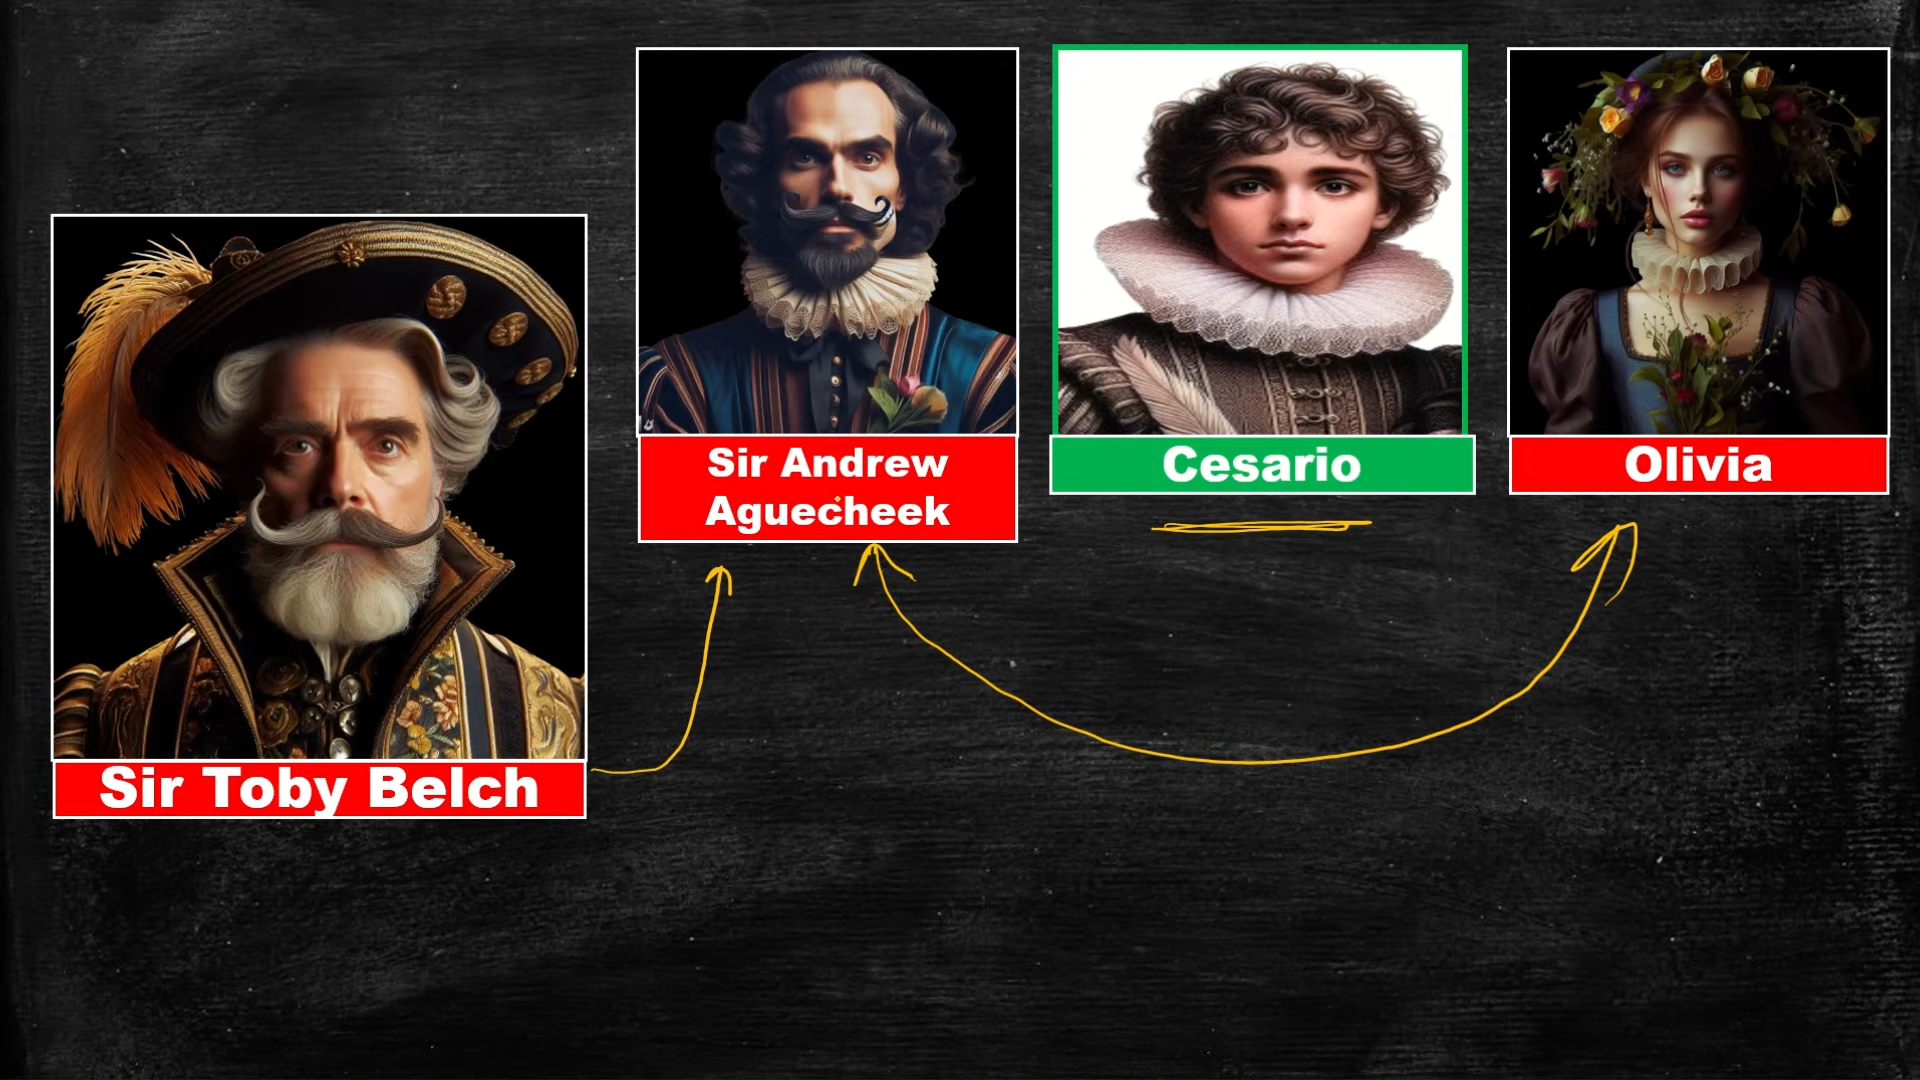 Sir Andrew
Aguecheek
Cesario
Olivia
Sir Toby Belch